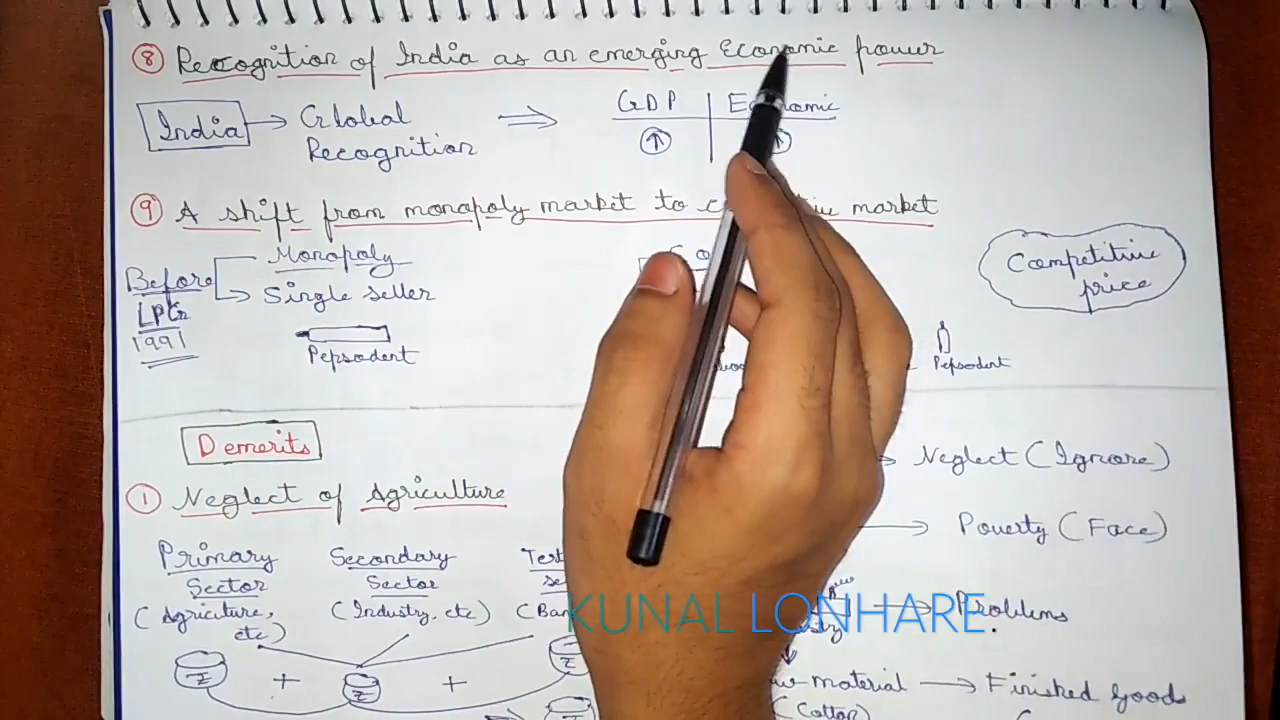 8 Recognition of India as an emerging Economic power
India → Global Recognition ⇒ GDP ↑ | Economic ↑
9 A shift from monopoly market to market
Before LPG 1991
Monopoly
Single seller
Pepsodent
Competitive price
Pepsodent
Demerits
1 Neglect of Agriculture
→ Neglect (Ignore)
→ Poverty (Face)
Primary Sector
(Agriciture, etc)
Secondary Sector
(Industry, etc)
→ Problems
KUNAL LONHARE.
+ +
material → Finished Goods
(Cotton)